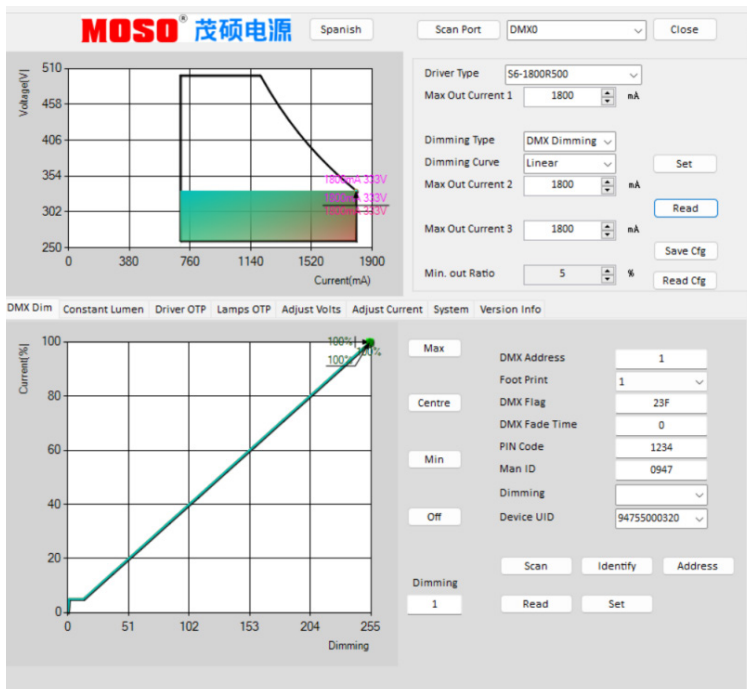 MOSO® 茂硕电源 Spanish Scan Port DMX0 Close
Voltage[V]
510
458
406
354
302
250
0 380 760 1140 1520 1900
Current(mA)
1800mA 333V
1800mA 333V
1800mA 333V
Driver Type S6-1800R500
Max Out Current 1 1800 mA
Dimming Type DMX Dimming
Dimming Curve Linear Set
Max Out Current 2 1800 mA
Read
Max Out Current 3 1800 mA
Save Cfg
Min. out Ratio 5 %
Read Cfg
DMX Dim Constant Lumen Driver OTP Lamps OTP Adjust Volts Adjust Current System Version Info
Current[%]
100
80
60
40
20
0
0 51 102 153 204 255
Dimming
100%
100%
100%
Max
Centre
Min
Off
Dimming
1
DMX Address 1
Foot Print 1
DMX Flag 23F
DMX Fade Time 0
PIN Code 1234
Man ID 0947
Dimming
Device UID 94755000320
Scan Identify Address
Read Set